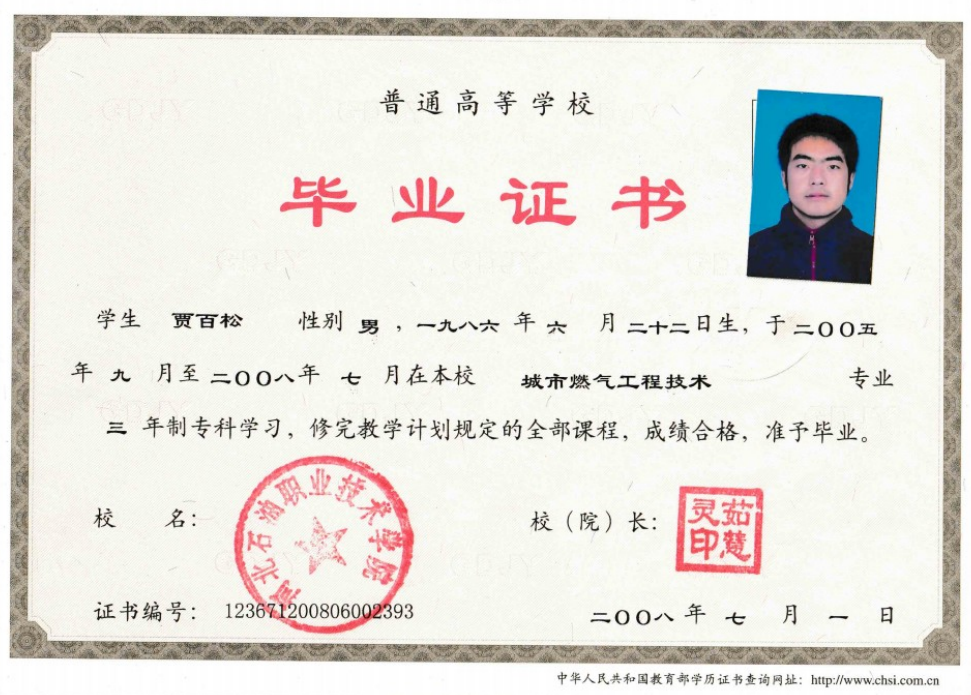 普通高等学校
毕业证书
学生 贾百松 性别 男，一九八六 年 六 月 二十二日生，于 二〇〇五
年 九 月至 二〇〇八年 七 月在本校 城市燃气工程技术 专业
三 年制专科学习，修完教学计划规定的全部课程，成绩合格，准予毕业。
校 名：
河北石油职业技术学院
校（院）长：
茹慧灵印
证书编号： 123671200806002393
二〇〇八 年 七 月 一 日
中华人民共和国教育部学历证书查询网址：http://www.chsi.com.cn